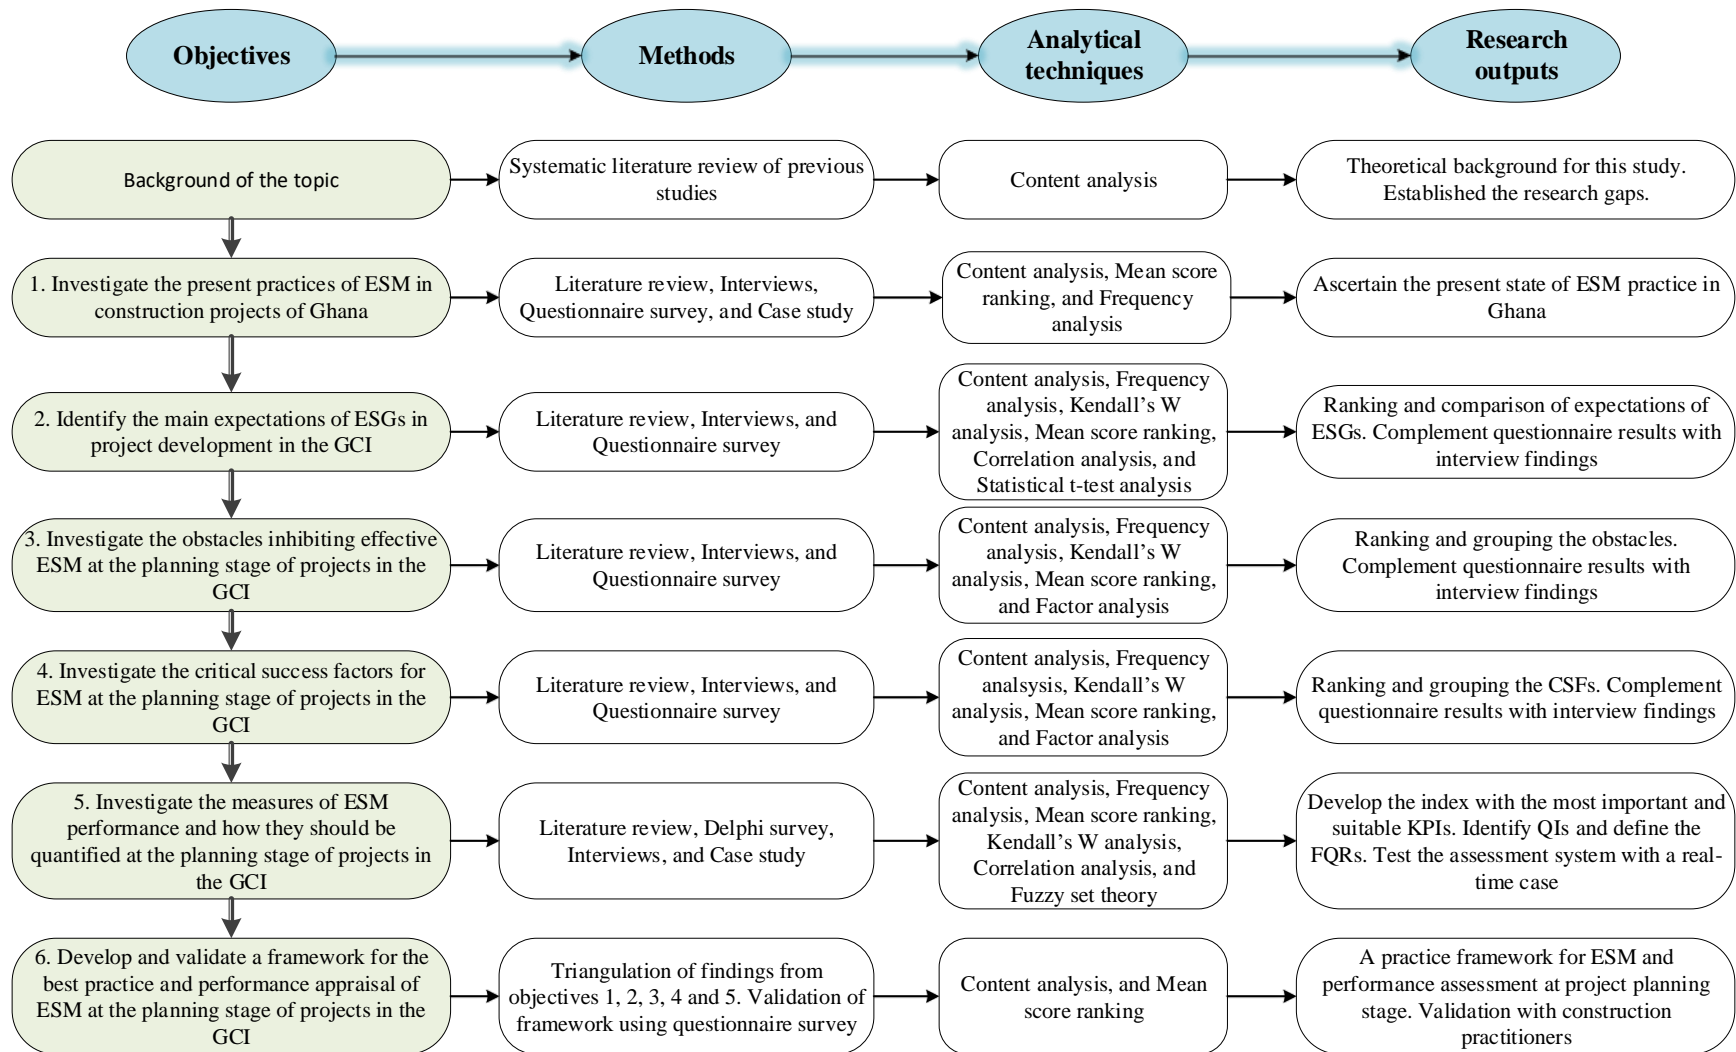 Objectives
Methods
Analytical
techniques
Research
outputs
Background of the topic
Systematic literature review of previous
studies
Content analysis
Theoretical background for this study.
Established the research gaps.
1. Investigate the present practices of ESM in
construction projects of Ghana
Literature review, Interviews,
Questionnaire survey, and Case study
Content analysis, Mean score
ranking, and Frequency
analysis
Ascertain the present state of ESM practice in
Ghana
2. Identify the main expectations of ESGs in
project development in the GCI
Literature review, Interviews, and
Questionnaire survey
Content analysis, Frequency
analysis, Kendall’s W
analysis, Mean score ranking,
Correlation analysis, and
Statistical t-test analysis
Ranking and comparison of expectations of
ESGs. Complement questionnaire results with
interview findings
3. Investigate the obstacles inhibiting effective
ESM at the planning stage of projects in the
GCI
Literature review, Interviews, and
Questionnaire survey
Content analysis, Frequency
analysis, Kendall’s W
analysis, Mean score ranking,
and Factor analysis
Ranking and grouping the obstacles.
Complement questionnaire results with
interview findings
4. Investigate the critical success factors for
ESM at the planning stage of projects in the
GCI
Literature review, Interviews, and
Questionnaire survey
Content analysis, Frequency
analsysis, Kendall’s W
analysis, Mean score ranking,
and Factor analysis
Ranking and grouping the CSFs. Complement
questionnaire results with interview findings
5. Investigate the measures of ESM
performance and how they should be
quantified at the planning stage of projects in
the GCI
Literature review, Delphi survey,
Interviews, and Case study
Content analysis, Frequency
analysis, Mean score ranking,
Kendall’s W analysis,
Correlation analysis, and
Fuzzy set theory
Develop the index with the most important and
suitable KPIs. Identify QIs and define the
FQRs. Test the assessment system with a real-
time case
6. Develop and validate a framework for the
best practice and performance appraisal of
ESM at the planning stage of projects in the
GCI
Triangulation of findings from
objectives 1, 2, 3, 4 and 5. Validation of
framework using questionnaire survey
Content analysis, and Mean
score ranking
A practice framework for ESM and
performance assessment at project planning
stage. Validation with construction
practitioners